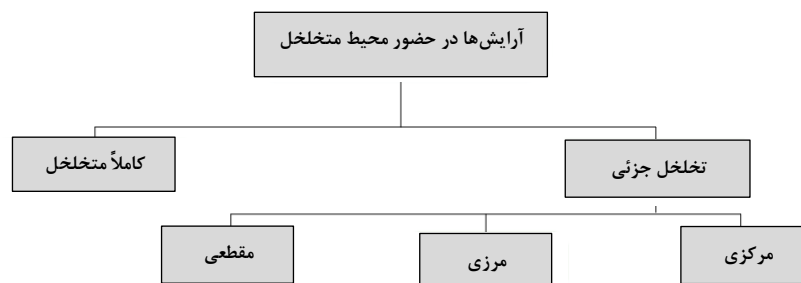 آرایش‌ها در حضور محیط متخلخل
تخلخل جزئی
کاملاً متخلخل
مرکزی
مرزی
مقطعی